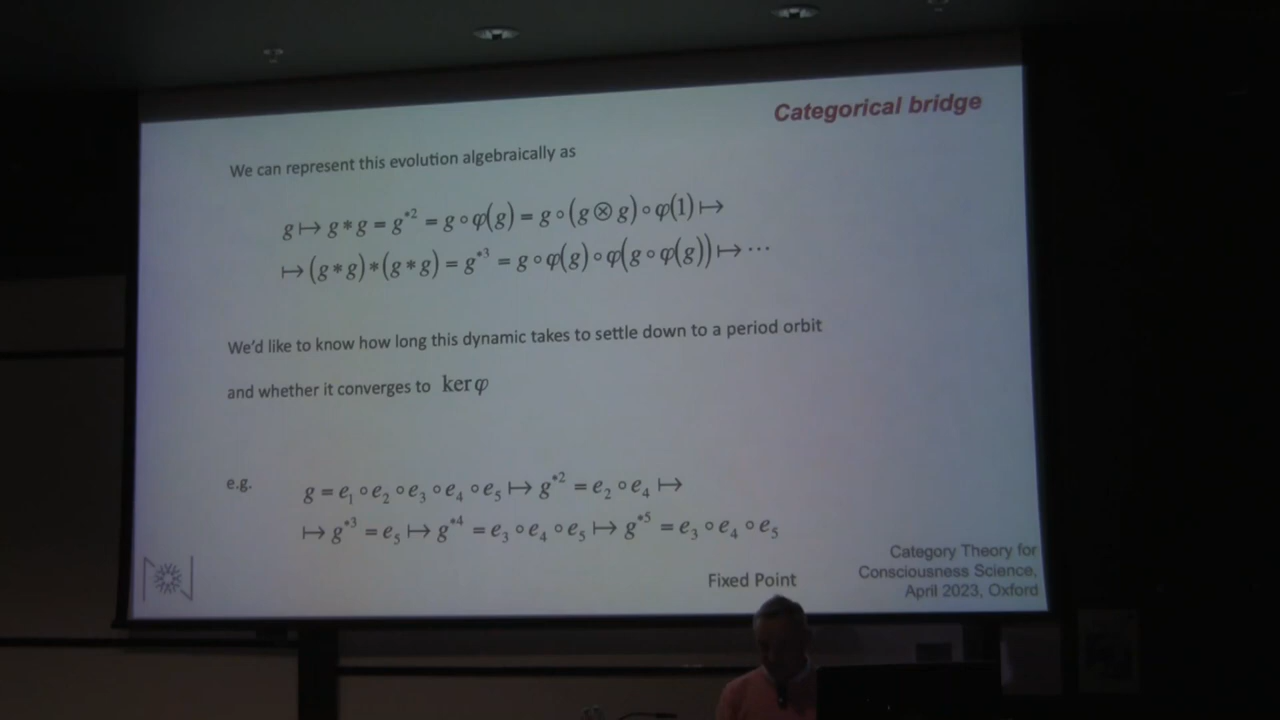 Categorical bridge
We can represent this evolution algebraically as
g ↦ g * g = g^{*2} = g ∘ φ(g) = g ∘ (g ⊗ g) ∘ φ(1) ↦
↦ (g * g) * (g * g) = g^{*3} = g ∘ φ(g) ∘ φ(g ∘ φ(g)) ↦ ⋯
We'd like to know how long this dynamic takes to settle down to a period orbit
and whether it converges to ker φ
e.g. g = e₁ ∘ e₂ ∘ e₃ ∘ e₄ ∘ e₅ ↦ g^{*2} = e₂ ∘ e₄ ↦
↦ g^{*3} = e₅ ↦ g^{*4} = e₃ ∘ e₄ ∘ e₅ ↦ g^{*5} = e₃ ∘ e₄ ∘ e₅
Fixed Point
Category Theory for
Consciousness Science,
April 2023, Oxford